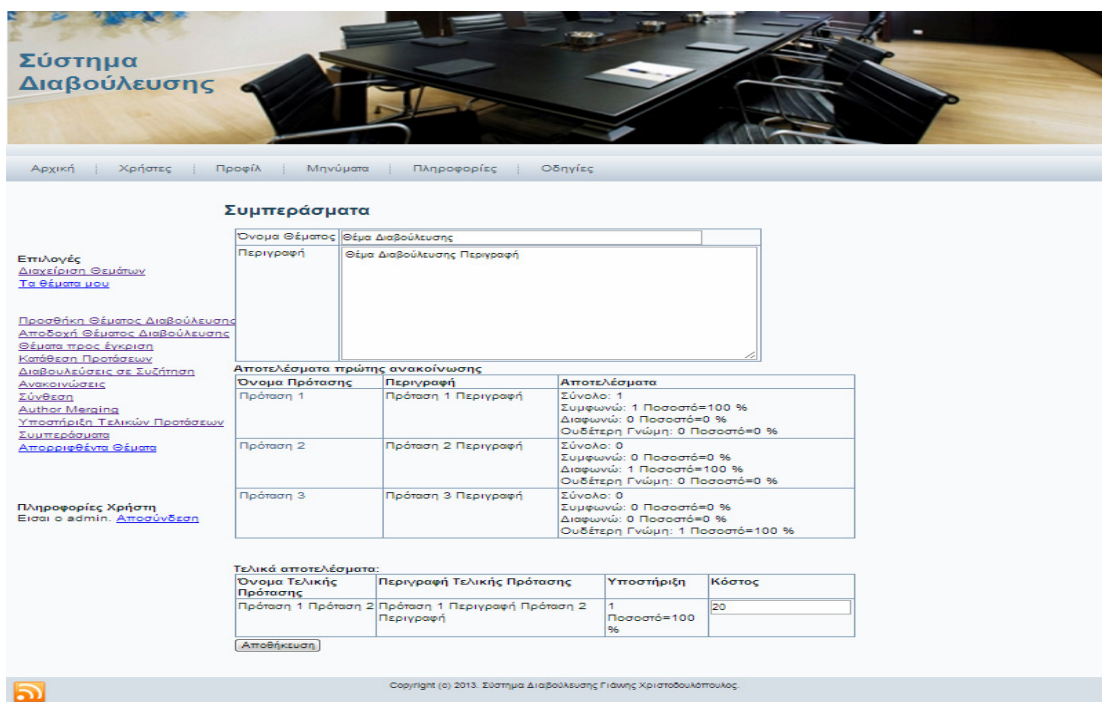 Σύστημα
Διαβούλευσης
Αρχική | Χρήστες | Προφίλ | Μηνύματα | Πληροφορίες | Οδηγίες
Συμπεράσματα
Επιλογές
Διαχείριση Θεμάτων
Τα θέματα μου
Προσθήκη Θέματος Διαβούλευσης
Αποδοχή Θέματος Διαβούλευσης
Θέματα προς έγκριση
Κατάθεση Προτάσεων
Διαβουλεύσεις σε Συζήτηση
Ανακοινώσεις
Σύνθεση
Author Merging
Υποστήριξη Τελικών Προτάσεων
Συμπεράσματα
Απορριφθέντα Θέματα
Πληροφορίες Χρήστη
Εισαι ο admin. Αποσύνδεση
Όνομα Θέματος Θέμα Διαβούλευσης
Περιγραφή Θέμα Διαβούλευσης Περιγραφή
Αποτελέσματα πρώτης ανακοίνωσης
Όνομα Πρότασης Περιγραφή Αποτελέσματα
Πρόταση 1 Πρόταση 1 Περιγραφή Σύνολο: 1
Συμφωνώ: 1 Ποσοστό=100 %
Διαφωνώ: 0 Ποσοστό=0 %
Ουδέτερη Γνώμη: 0 Ποσοστό=0 %
Πρόταση 2 Πρόταση 2 Περιγραφή Σύνολο: 0
Συμφωνώ: 0 Ποσοστό=0 %
Διαφωνώ: 1 Ποσοστό=100 %
Ουδέτερη Γνώμη: 0 Ποσοστό=0 %
Πρόταση 3 Πρόταση 3 Περιγραφή Σύνολο: 0
Συμφωνώ: 0 Ποσοστό=0 %
Διαφωνώ: 0 Ποσοστό=0 %
Ουδέτερη Γνώμη: 1 Ποσοστό=100 %
Τελικά αποτελέσματα:
Όνομα Τελικής Πρότασης Περιγραφή Τελικής Πρότασης Υποστήριξη Κόστος
Πρόταση 1 Πρόταση 2 Πρόταση 1 Περιγραφή Πρόταση 2 Περιγραφή 1 Ποσοστό=100 % 20
Αποθήκευση
Copyright (c) 2013. Σύστημα Διαβούλευσης Γιάννης Χριστοδουλόπουλος.